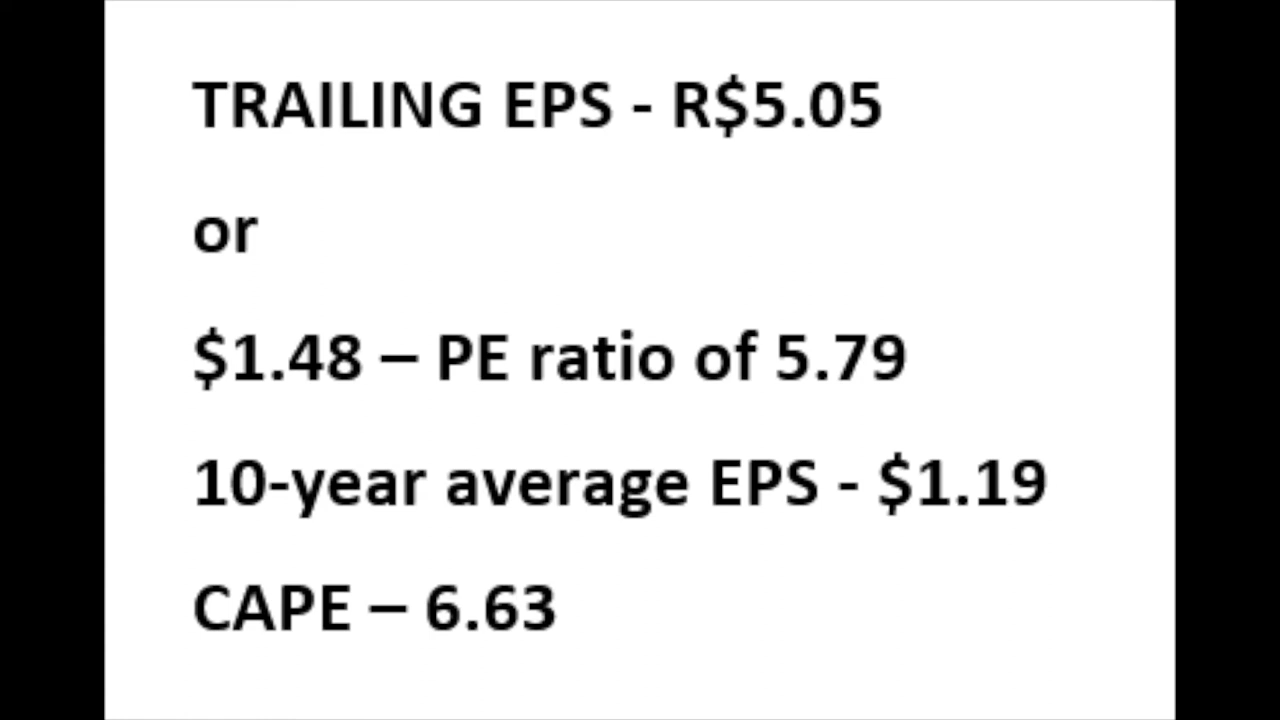 TRAILING EPS - R$5.05
or
$1.48 – PE ratio of 5.79
10-year average EPS - $1.19
CAPE – 6.63